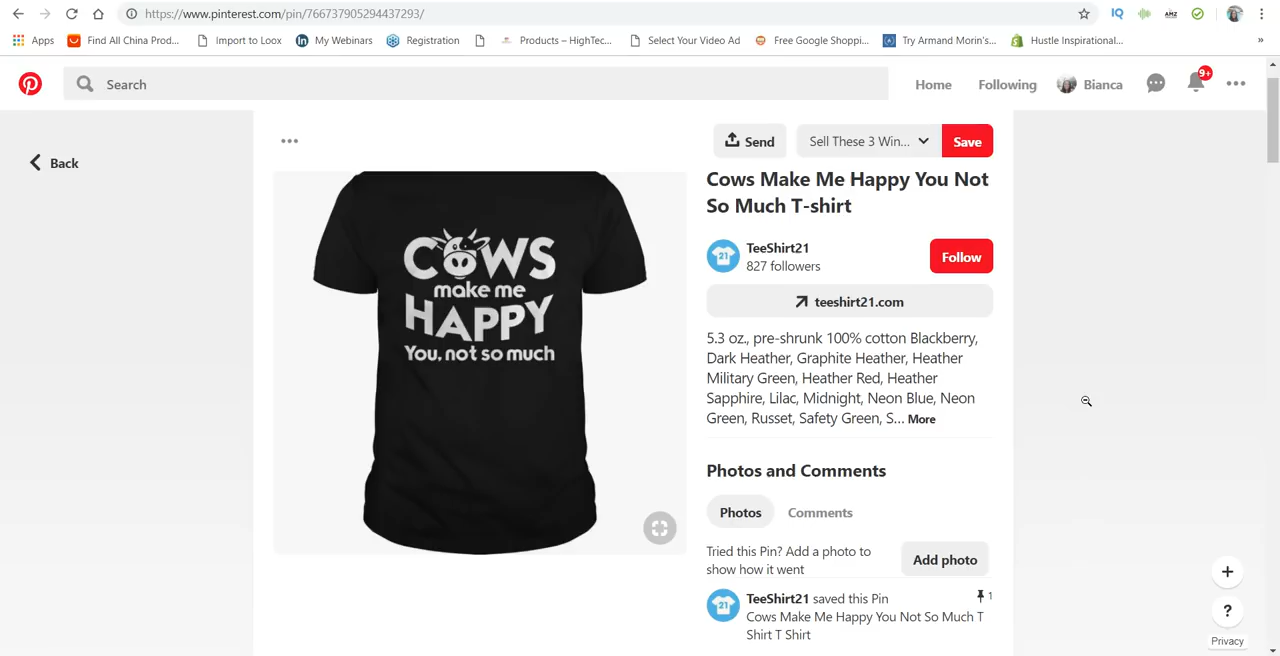 https://www.pinterest.com/pin/766737905294437293/
IQ
AMZ
Apps
Find All China Prod...
Import to Loox
My Webinars
Registration
Products – HighTec...
Select Your Video Ad
Free Google Shoppi...
Try Armand Morin's...
Hustle Inspirational...
»
Search
Home
Following
Bianca
9+
Back
Send
Sell These 3 Win...
Save
Cows Make Me Happy You Not
So Much T-shirt
21
TeeShirt21
827 followers
Follow
teeshirt21.com
5.3 oz., pre-shrunk 100% cotton Blackberry,
Dark Heather, Graphite Heather, Heather
Military Green, Heather Red, Heather
Sapphire, Lilac, Midnight, Neon Blue, Neon
Green, Russet, Safety Green, S... More
COWS
make me
HAPPY
You, not so much
Photos and Comments
Photos
Comments
Tried this Pin? Add a photo to
show how it went
Add photo
21
TeeShirt21 saved this Pin
1
Cows Make Me Happy You Not So Much T
Shirt T Shirt
+
?
Privacy